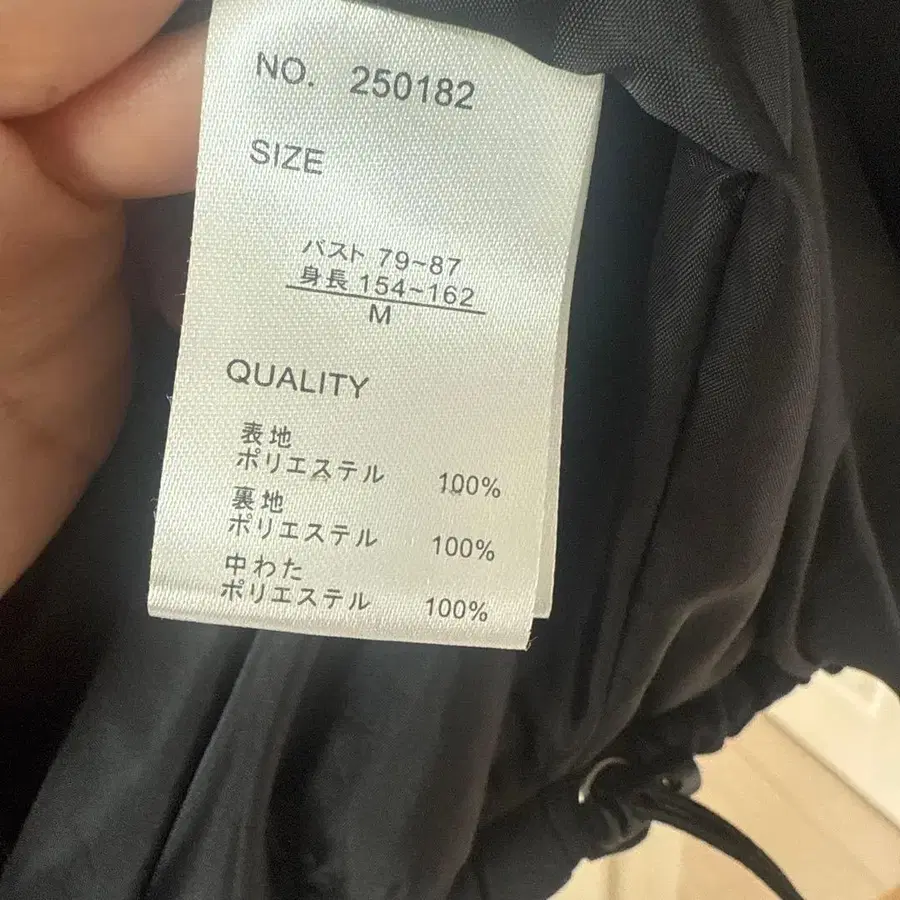 NO. 250182
SIZE
バスト 79~87
身長 154~162
M
QUALITY
表地
ポリエステル 100%
裏地
ポリエステル 100%
中わた
ポリエステル 100%